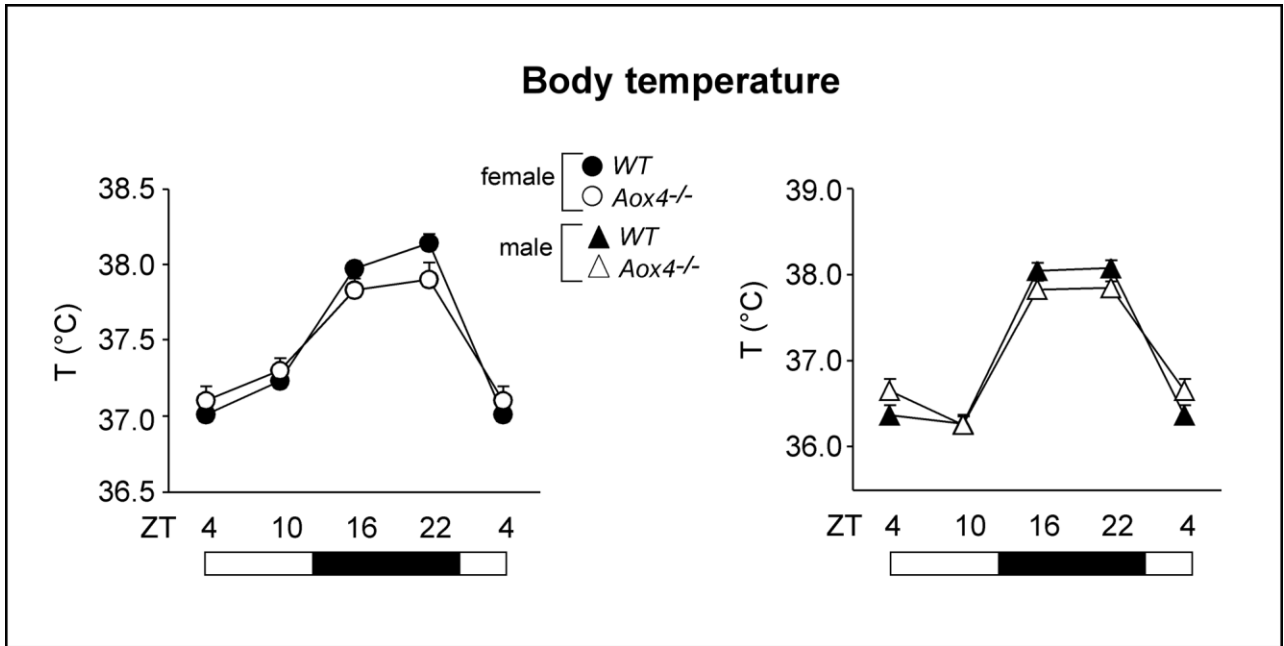 Body temperature
female
WT
Aox4-/-
male
WT
Aox4-/-
T (°C)
38.5
38.0
37.5
37.0
36.5
ZT 4 10 16 22 4
T (°C)
39.0
38.0
37.0
36.0
ZT 4 10 16 22 4